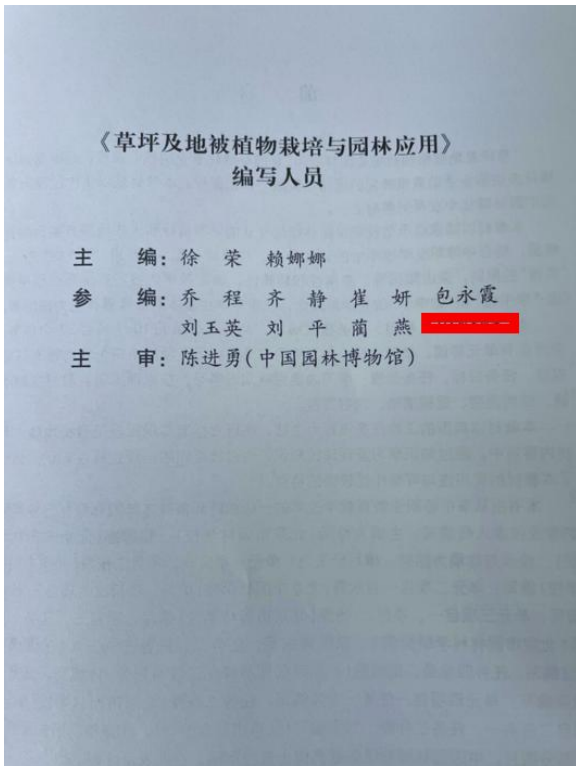 《草坪及地被植物栽培与园林应用》
编写人员
主 编：徐 荣 赖娜娜
参 编：乔 程 齐 静 崔 妍 包永霞
刘玉英 刘 平 蔺 燕
主 审：陈进勇（中国园林博物馆）